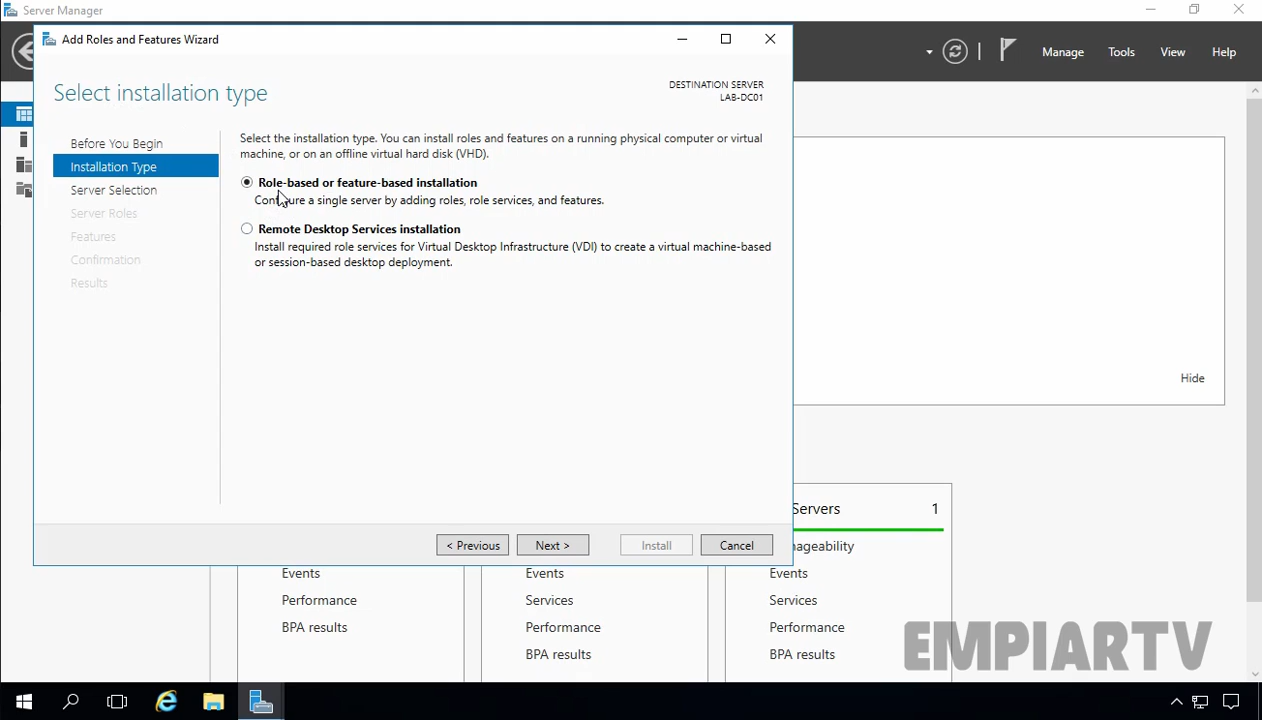 Server Manager
Add Roles and Features Wizard
Manage
Tools
View
Help
Select installation type
DESTINATION SERVER
LAB-DC01
Before You Begin
Installation Type
Server Selection
Server Roles
Features
Confirmation
Results
Select the installation type. You can install roles and features on a running physical computer or virtual
machine, or on an offline virtual hard disk (VHD).
Role-based or feature-based installation
Configure a single server by adding roles, role services, and features.
Remote Desktop Services installation
Install required role services for Virtual Desktop Infrastructure (VDI) to create a virtual machine-based
or session-based desktop deployment.
Hide
< Previous
Next >
Install
Cancel
Servers 1
nageability
Events
Performance
BPA results
Events
Services
Performance
BPA results
Events
Services
Performance
BPA results
EMPIARTV